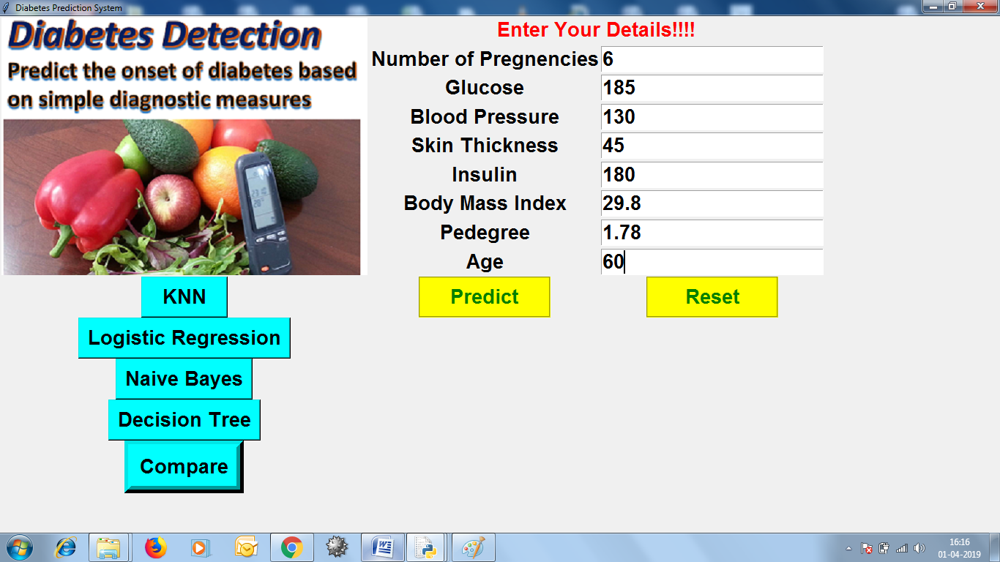 Diabetes Prediction System
Diabetes Detection
Predict the onset of diabetes based
on simple diagnostic measures
Enter Your Details!!!!
Number of Pregnencies 6
Glucose 185
Blood Pressure 130
Skin Thickness 45
Insulin 180
Body Mass Index 29.8
Pedegree 1.78
Age 60
Predict Reset
KNN
Logistic Regression
Naive Bayes
Decision Tree
Compare
16:16
01-04-2019